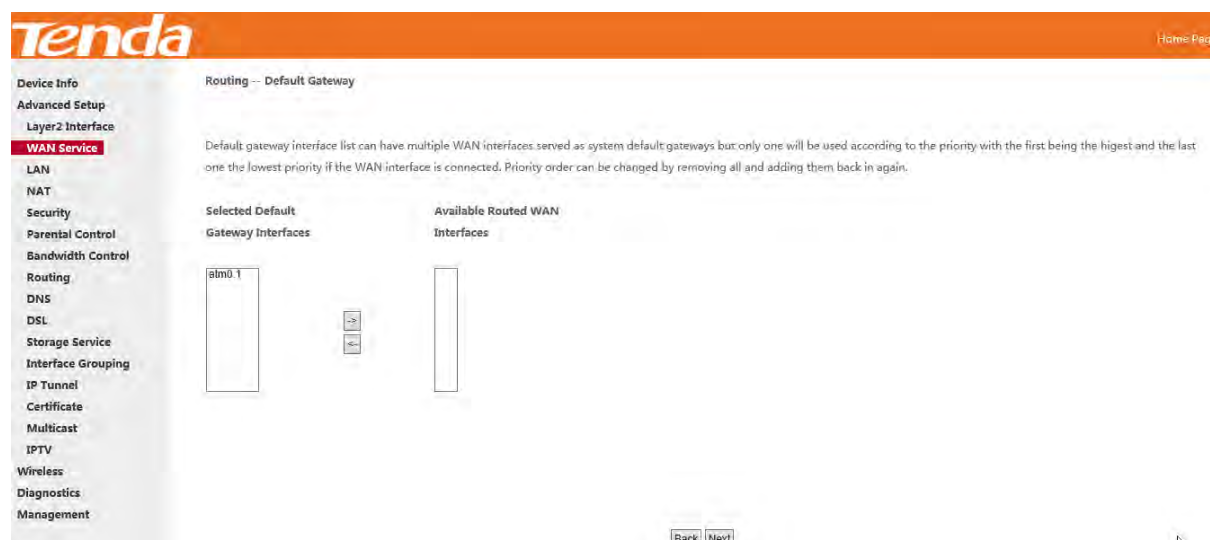 Tenda
Home Pag
Device Info
Advanced Setup
Layer2 Interface
WAN Service
LAN
NAT
Security
Parental Control
Bandwidth Control
Routing
DNS
DSL
Storage Service
Interface Grouping
IP Tunnel
Certificate
Multicast
IPTV
Wireless
Diagnostics
Management
Routing -- Default Gateway
Default gateway interface list can have multiple WAN interfaces served as system default gateways but only one will be used according to the priority with the first being the higest and the last
one the lowest priority if the WAN interface is connected. Priority order can be changed by removing all and adding them back in again.
Selected Default
Gateway Interfaces
Available Routed WAN
Interfaces
atm0.1
->
<-
Back Next